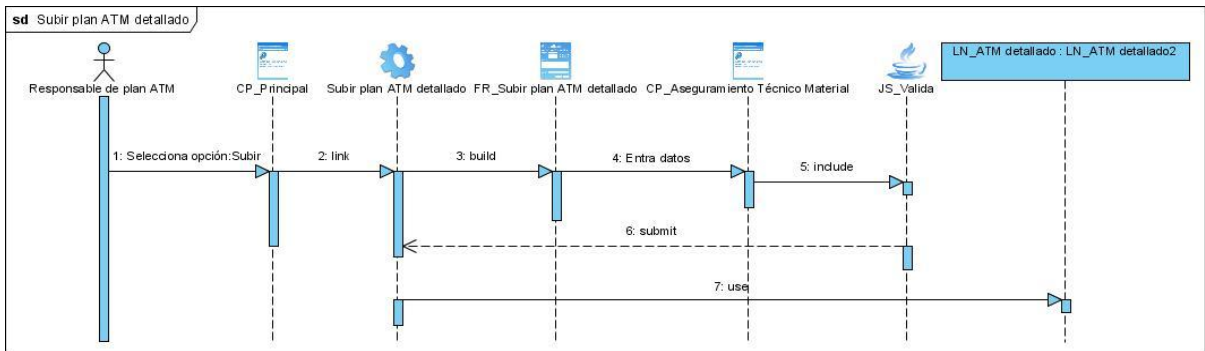 sd Subir plan ATM detallado
LN_ATM detallado : LN_ATM detallado2
Responsable de plan ATM
CP_Principal
Subir plan ATM detallado
FR_Subir plan ATM detallado
CP_Aseguramiento Técnico Material
JS_Valida
1: Selecciona opción:Subir
2: link
3: build
4: Entra datos
5: include
6: submit
7: use